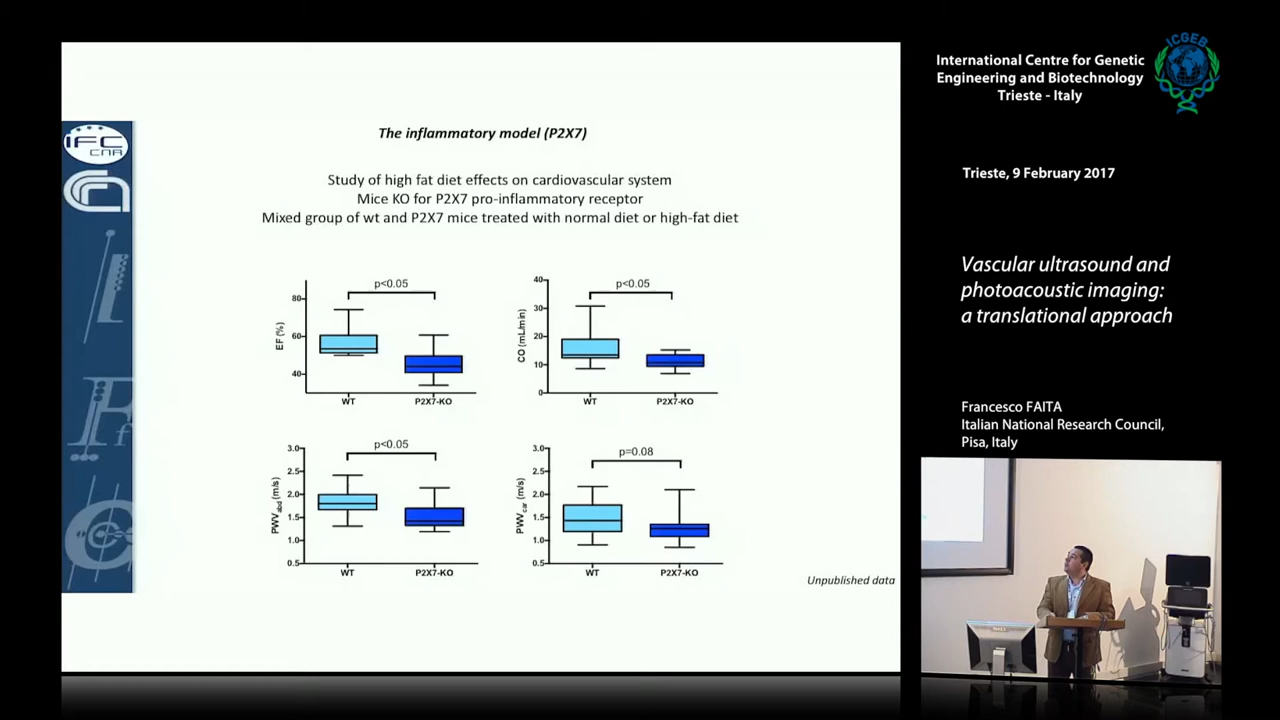 The inflammatory model (P2X7)
IFC
CNR
Study of high fat diet effects on cardiovascular system
Mice KO for P2X7 pro-inflammatory receptor
Mixed group of wt and P2X7 mice treated with normal diet or high-fat diet
p<0.05
80
60
40
EF (%)
WT
P2X7-KO
p<0.05
40
30
20
10
0
CO (mL/min)
WT
P2X7-KO
p<0.05
3.0
2.5
2.0
1.5
1.0
0.5
PWVabd (m/s)
WT
P2X7-KO
p=0.08
3.0
2.5
2.0
1.5
1.0
0.5
PWVcar (m/s)
WT
P2X7-KO
Unpublished data
International Centre for Genetic
Engineering and Biotechnology
Trieste - Italy
ICGEB
Trieste, 9 February 2017
Vascular ultrasound and
photoacoustic imaging:
a translational approach
Francesco FAITA
Italian National Research Council,
Pisa, Italy